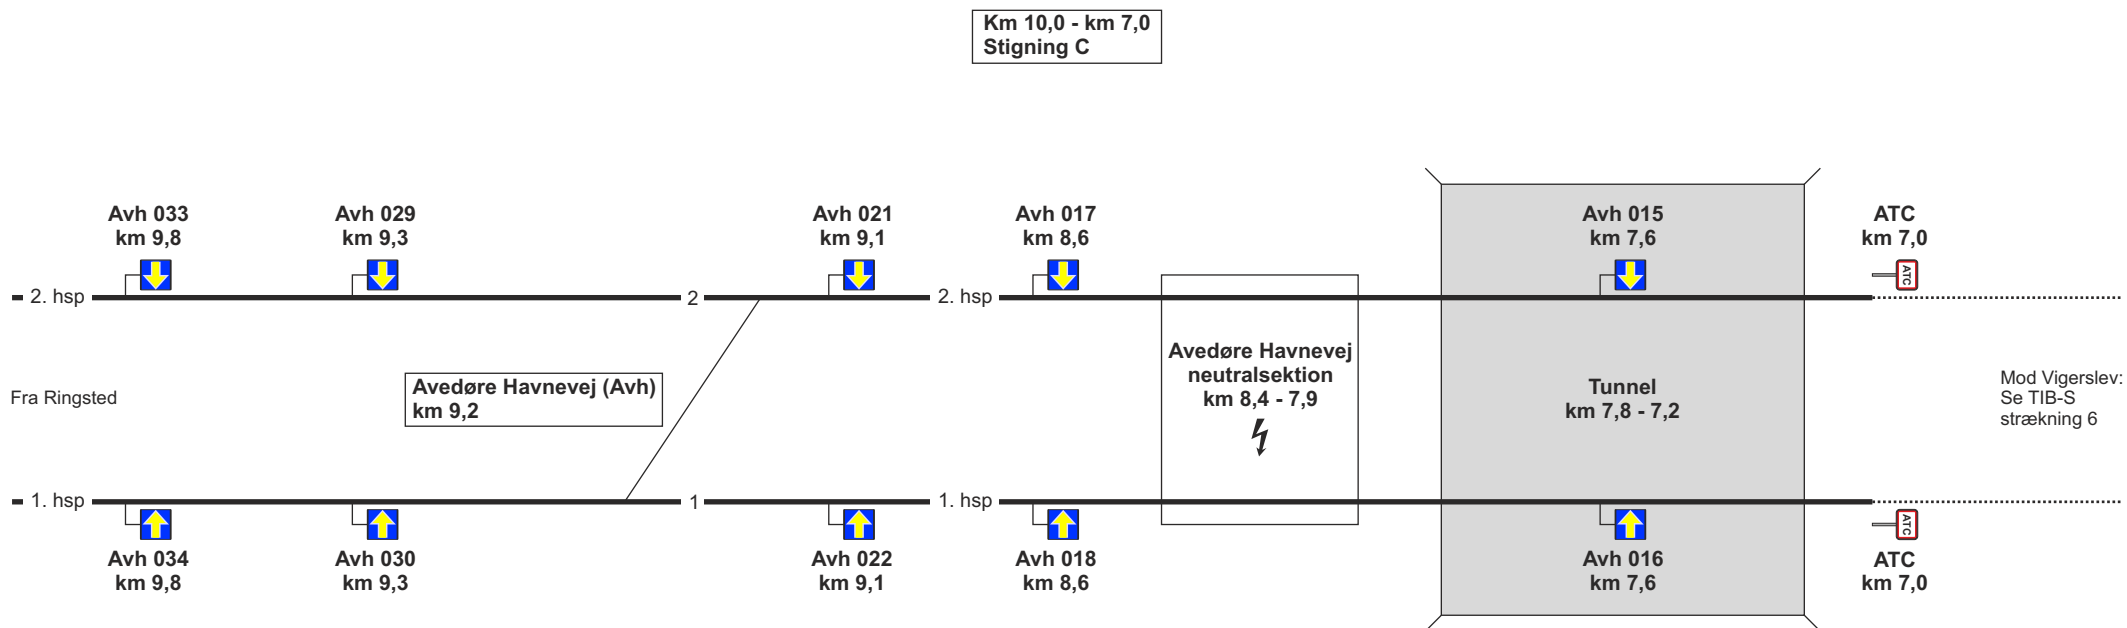 Km 10,0 - km 7,0
Stigning C
Avh 033
km 9,8
Avh 029
km 9,3
Avh 021
km 9,1
Avh 017
km 8,6
Avh 015
km 7,6
ATC
km 7,0
ATC
2. hsp
2
2. hsp
Fra Ringsted
Avedøre Havnevej (Avh)
km 9,2
Avedøre Havnevej
neutralsektion
km 8,4 - 7,9
Tunnel
km 7,8 - 7,2
Mod Vigerslev:
Se TIB-S
strækning 6
1. hsp
1
1. hsp
ATC
Avh 034
km 9,8
Avh 030
km 9,3
Avh 022
km 9,1
Avh 018
km 8,6
Avh 016
km 7,6
ATC
km 7,0